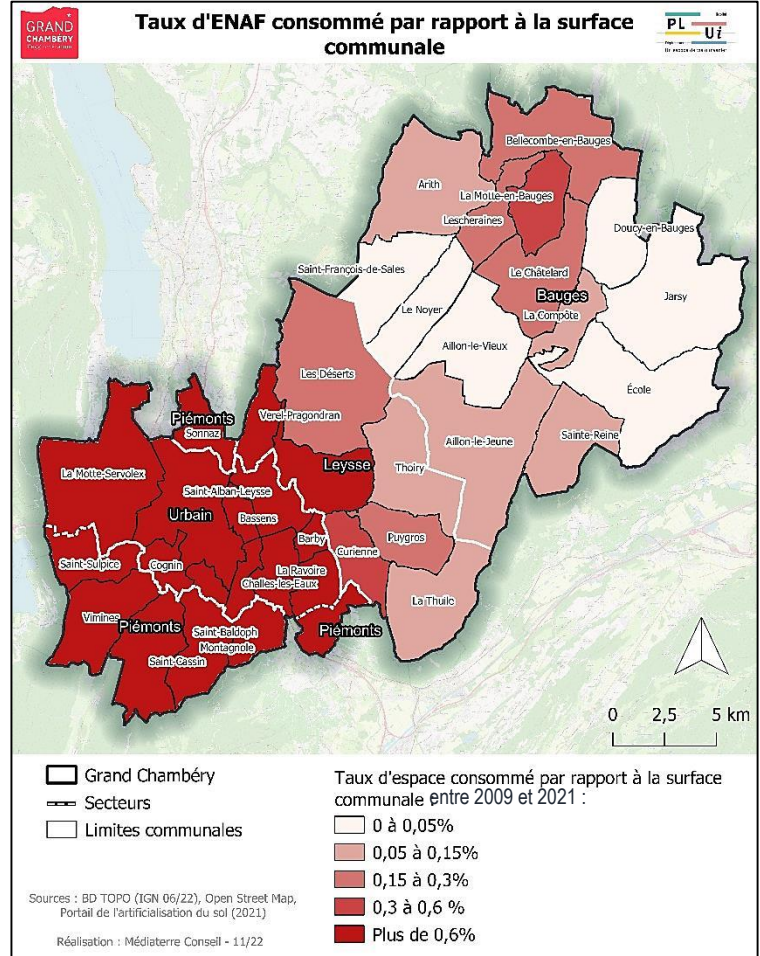 GRAND
CHAMBÉRY
Taux d'ENAF consommé par rapport à la surface
communale
PL
Ui
Bellecombe-en-Bauges
Arith
La Motte-en-Bauges
Lescheraines
Doucy-en-Bauges
Saint-François-de-Sales
Le Châtelard
Jarsy
Bauges
Le Noyer
La Compôte
Aillon-le-Vieux
Les Déserts
École
Piémonts
Verel-Pragondran
Sonnaz
Sainte-Reine
Aillon-le-Jeune
Leysse
Thoiry
La Motte-Servolex
Saint-Alban-Leysse
Urbain
Bassens
Barby
Puygros
Curienne
Saint-Sulpice
Cognin
La Ravoire
Challes-les-Eaux
La Thuile
Vimines
Piémonts
Saint-Baldoph
Piémonts
Montagnole
Saint-Cassin
0 2,5 5 km
Grand Chambéry
Secteurs
Limites communales
Taux d'espace consommé par rapport à la surface
communale entre 2009 et 2021 :
0 à 0,05%
0,05 à 0,15%
0,15 à 0,3%
0,3 à 0,6 %
Plus de 0,6%
Sources : BD TOPO (IGN 06/22), Open Street Map,
Portail de l'artificialisation du sol (2021)
Réalisation : Médiaterre Conseil - 11/22